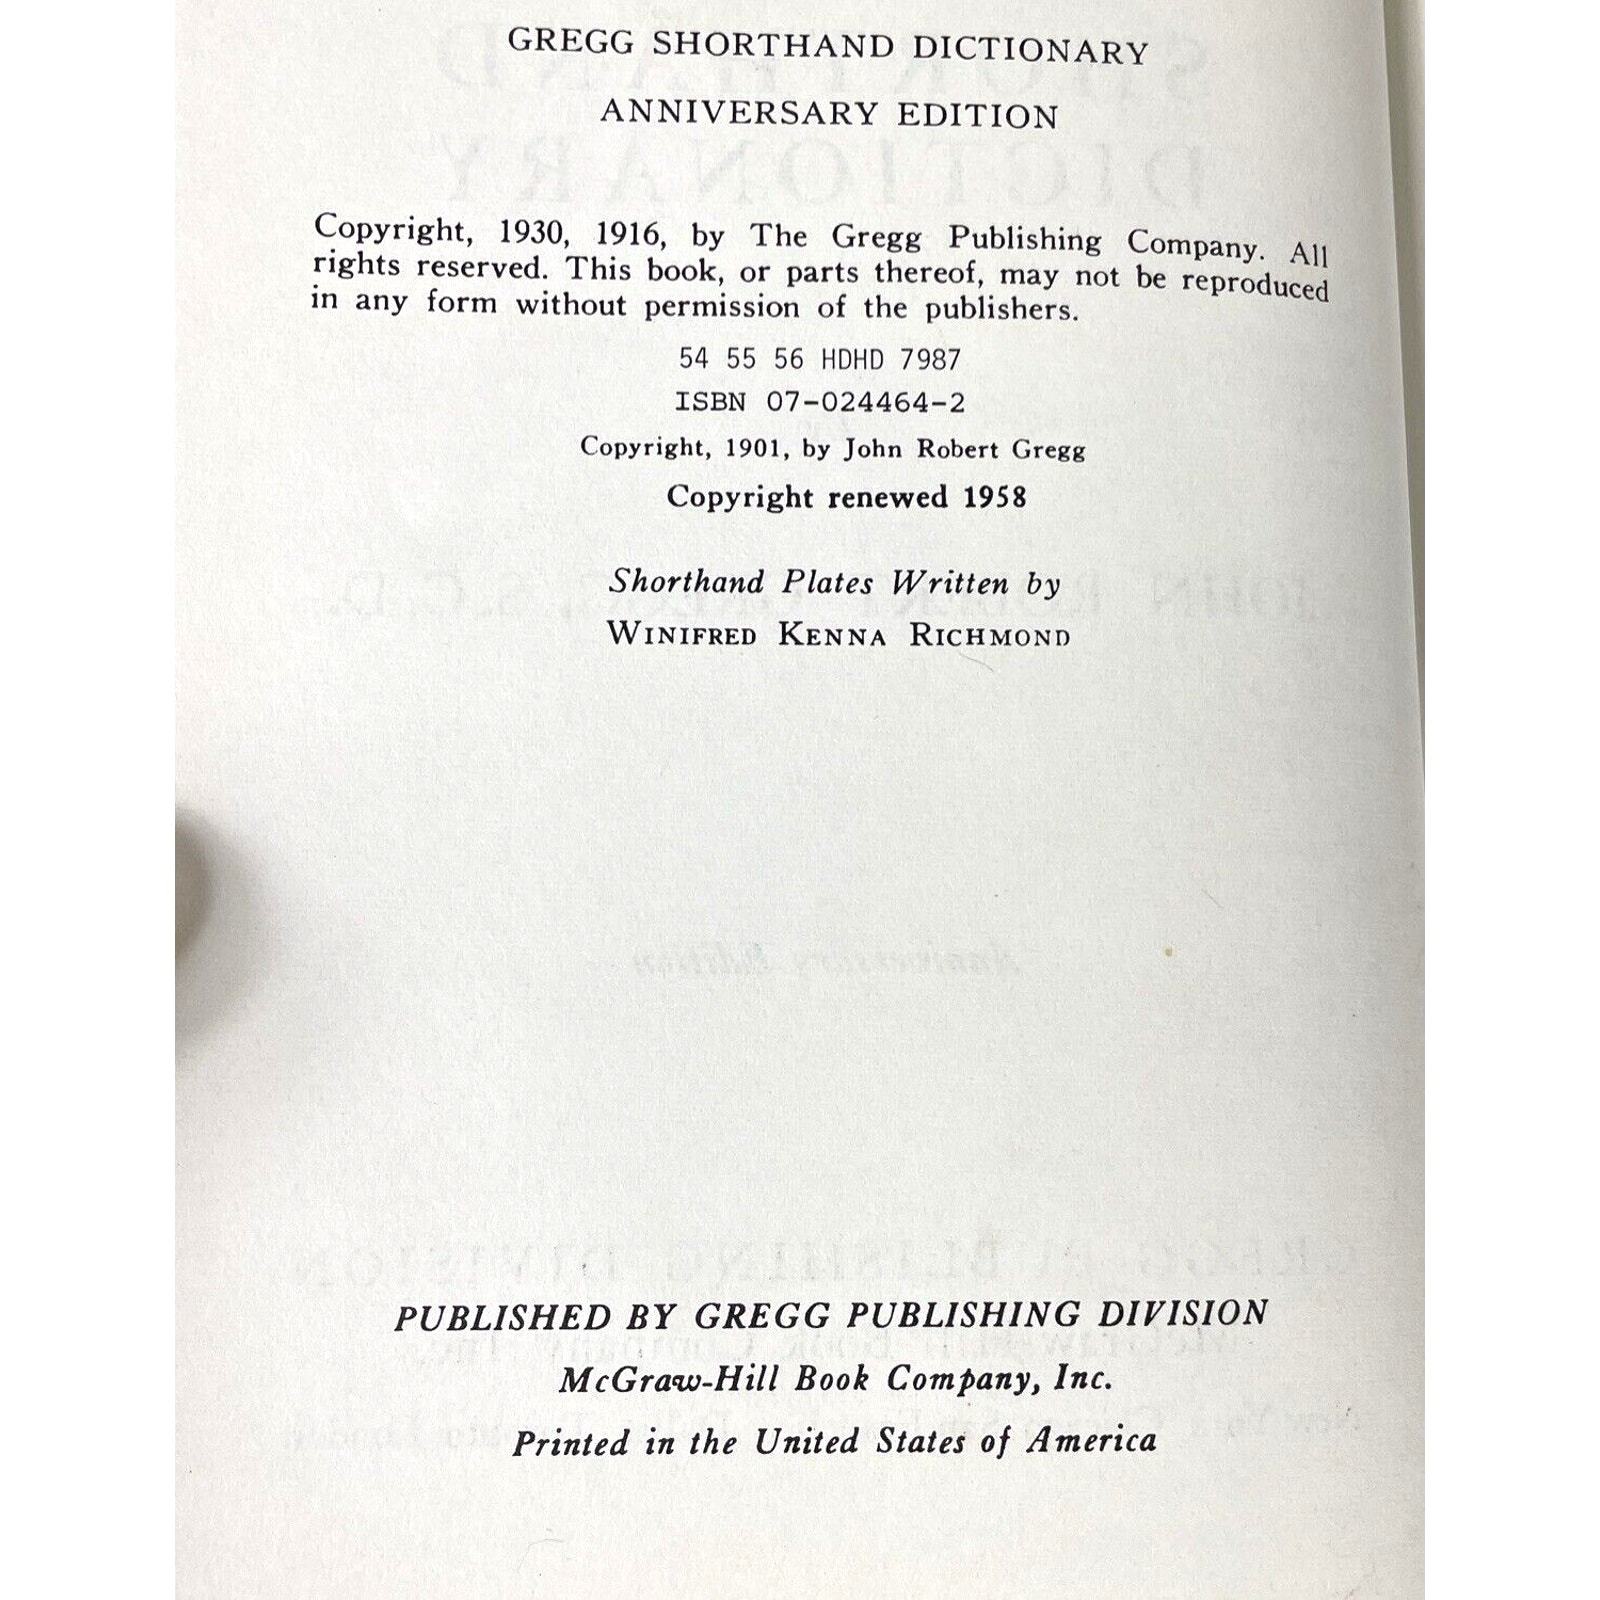 GREGG SHORTHAND DICTIONARY
ANNIVERSARY EDITION
Copyright, 1930, 1916, by The Gregg Publishing Company. All
rights reserved. This book, or parts thereof, may not be reproduced
in any form without permission of the publishers.
54 55 56 HDHD 7987
ISBN 07-024464-2
Copyright, 1901, by John Robert Gregg
Copyright renewed 1958
Shorthand Plates Written by
WINIFRED KENNA RICHMOND
PUBLISHED BY GREGG PUBLISHING DIVISION
McGraw-Hill Book Company, Inc.
Printed in the United States of America